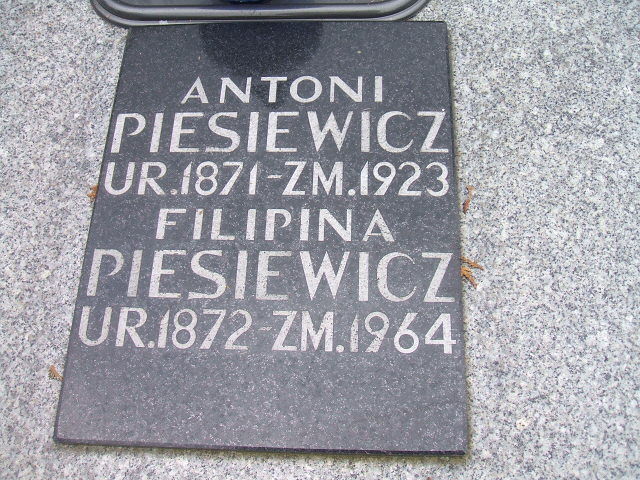 ANTONI
PIESIEWICZ
UR.1871-ZM.1923
FILIPINA
PIESIEWICZ
UR.1872-ZM.1964